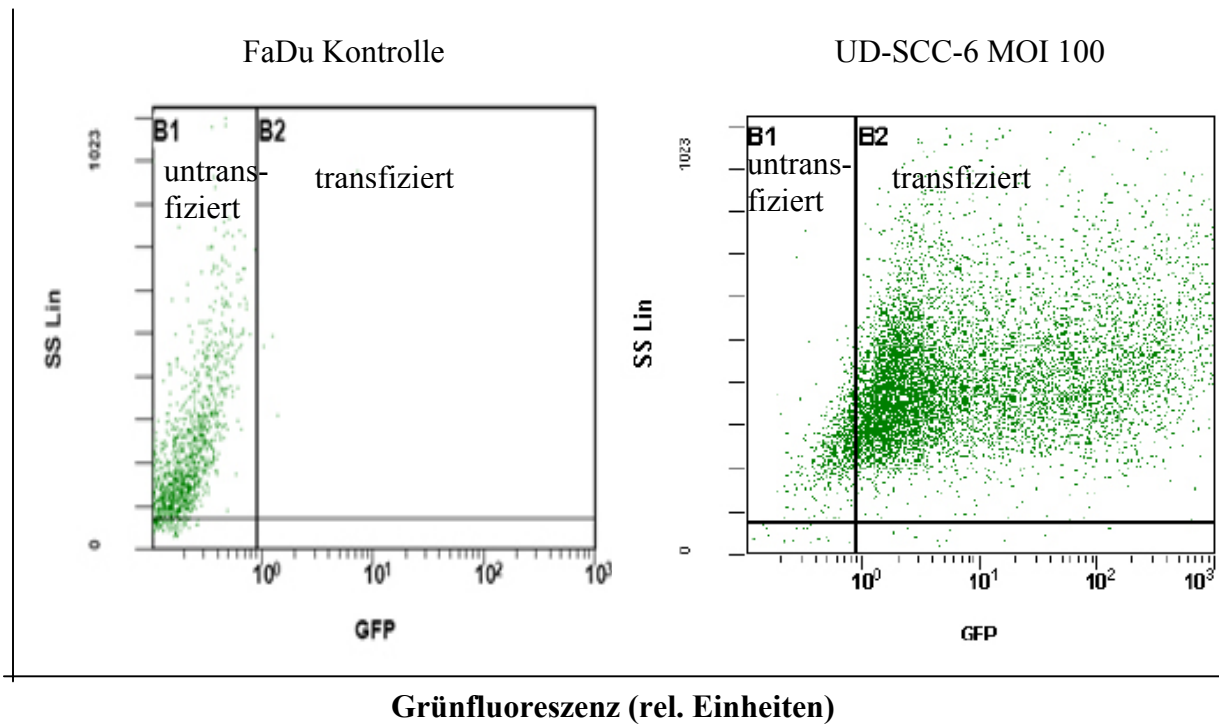 FaDu Kontrolle
UD-SCC-6 MOI 100
B1
B2
untrans-
fiziert
transfiziert
1023
SS Lin
0
10⁰
10¹
10²
10³
GFP
B1
B2
untrans-
fiziert
transfiziert
1023
SS Lin
0
10⁰
10¹
10²
10³
GFP
Grünfluoreszenz (rel. Einheiten)